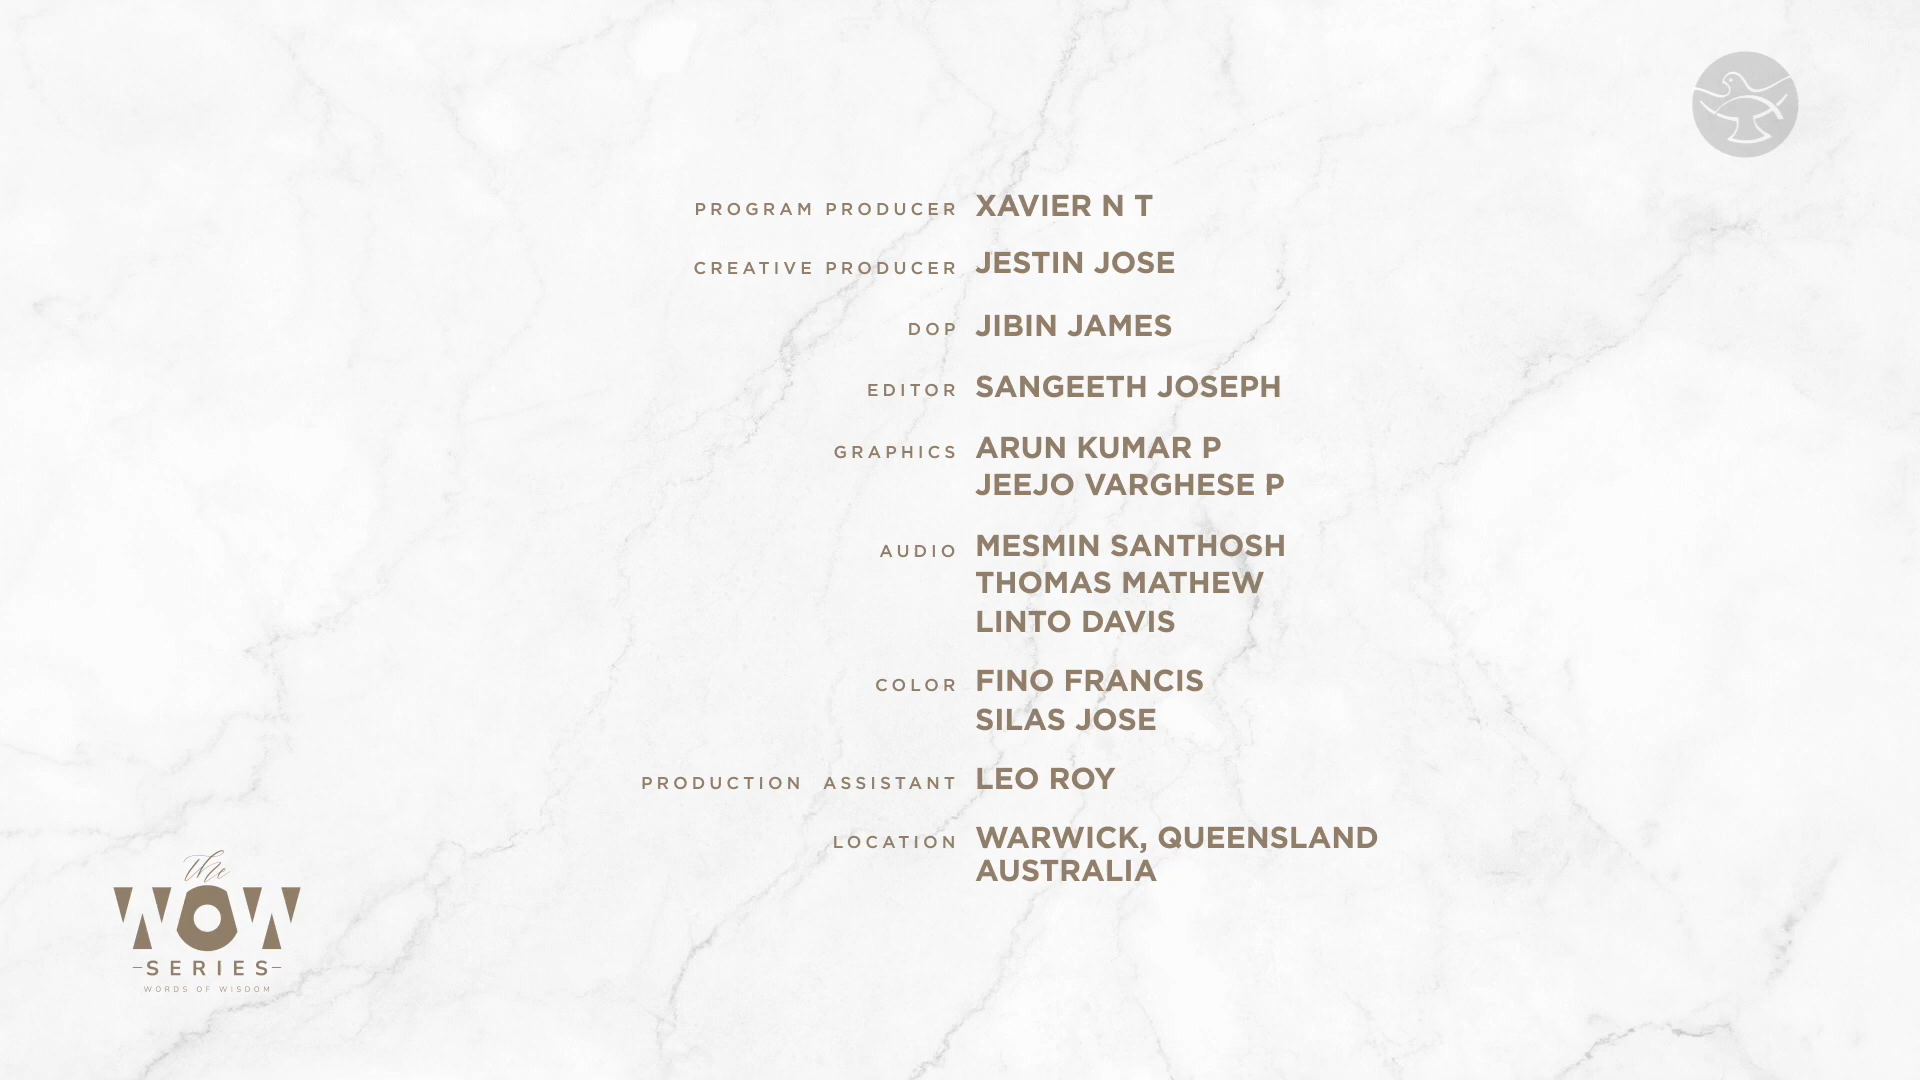 PROGRAM PRODUCER XAVIER N T
CREATIVE PRODUCER JESTIN JOSE
DOP JIBIN JAMES
EDITOR SANGEETH JOSEPH
GRAPHICS ARUN KUMAR P
JEEJO VARGHESE P
AUDIO MESMIN SANTHOSH
THOMAS MATHEW
LINTO DAVIS
COLOR FINO FRANCIS
SILAS JOSE
PRODUCTION ASSISTANT LEO ROY
LOCATION WARWICK, QUEENSLAND
AUSTRALIA
the
WOW
-SERIES-
WORDS OF WISDOM